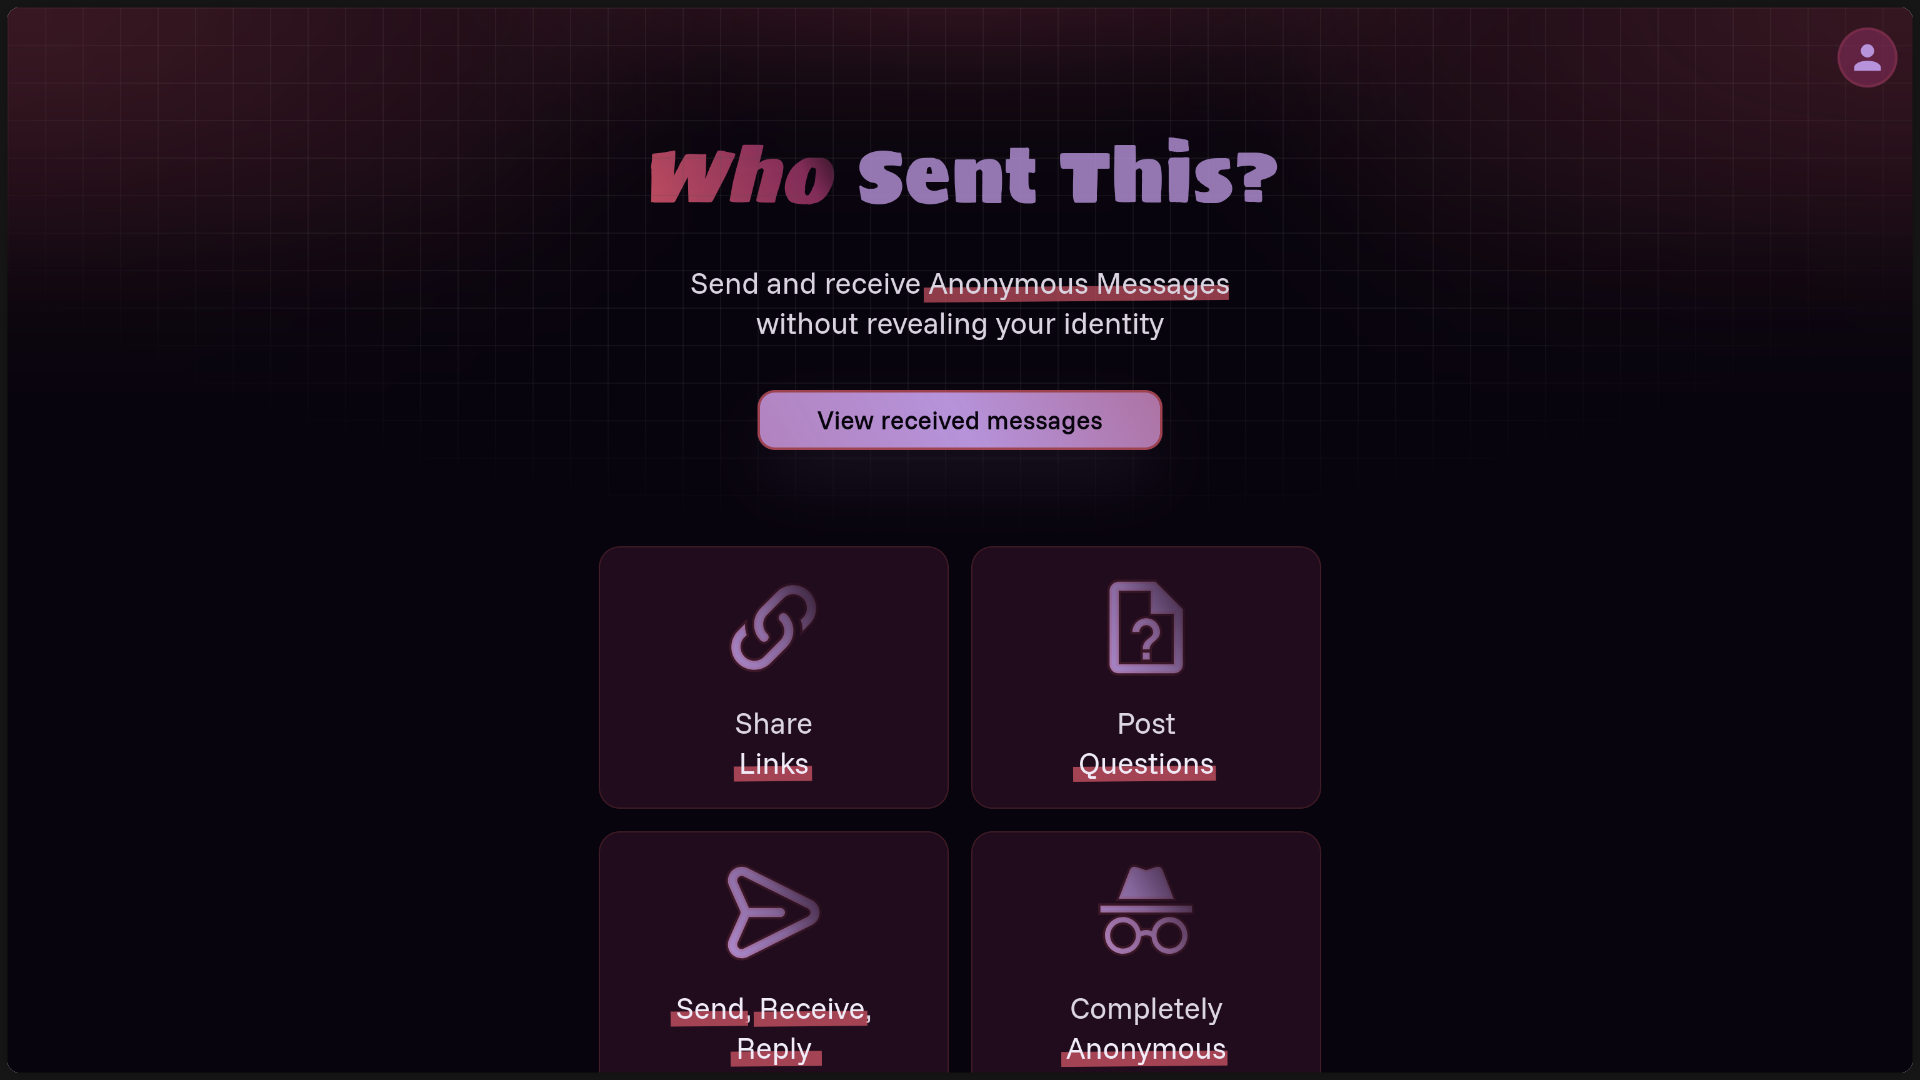 Who Sent This?
Send and receive Anonymous Messages
without revealing your identity
View received messages
Share
Links
Post
Questions
Send, Receive,
Reply
Completely
Anonymous